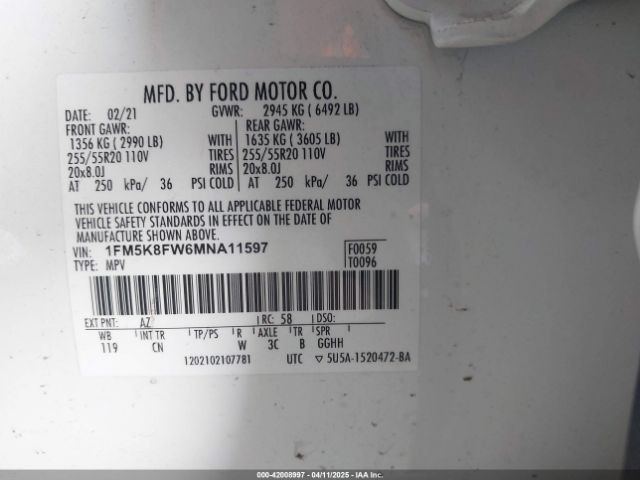 MFD. BY FORD MOTOR CO.
DATE: 02/21 GVWR: 2945 KG ( 6492 LB)
FRONT GAWR: REAR GAWR:
1356 KG ( 2990 LB) WITH 1635 KG ( 3605 LB) WITH
255/55R20 110V TIRES 255/55R20 110V TIRES
20x8.0J RIMS 20x8.0J RIMS
AT 250 kPa/ 36 PSI COLD AT 250 kPa/ 36 PSI COLD
THIS VEHICLE CONFORMS TO ALL APPLICABLE FEDERAL MOTOR
VEHICLE SAFETY STANDARDS IN EFFECT ON THE DATE OF
MANUFACTURE SHOWN ABOVE.
VIN: 1FM5K8FW6MNA11597 F0059
TYPE: MPV T0096
EXT PNT: AZ RC: 58 DSO:
WB INT TR TP/PS R AXLE TR SPR
119 CN W 3C B GGHH
1202102107781 UTC ▽ 5U5A-1520472-BA
000-42008997 - 04/11/2025 - IAAI.COM